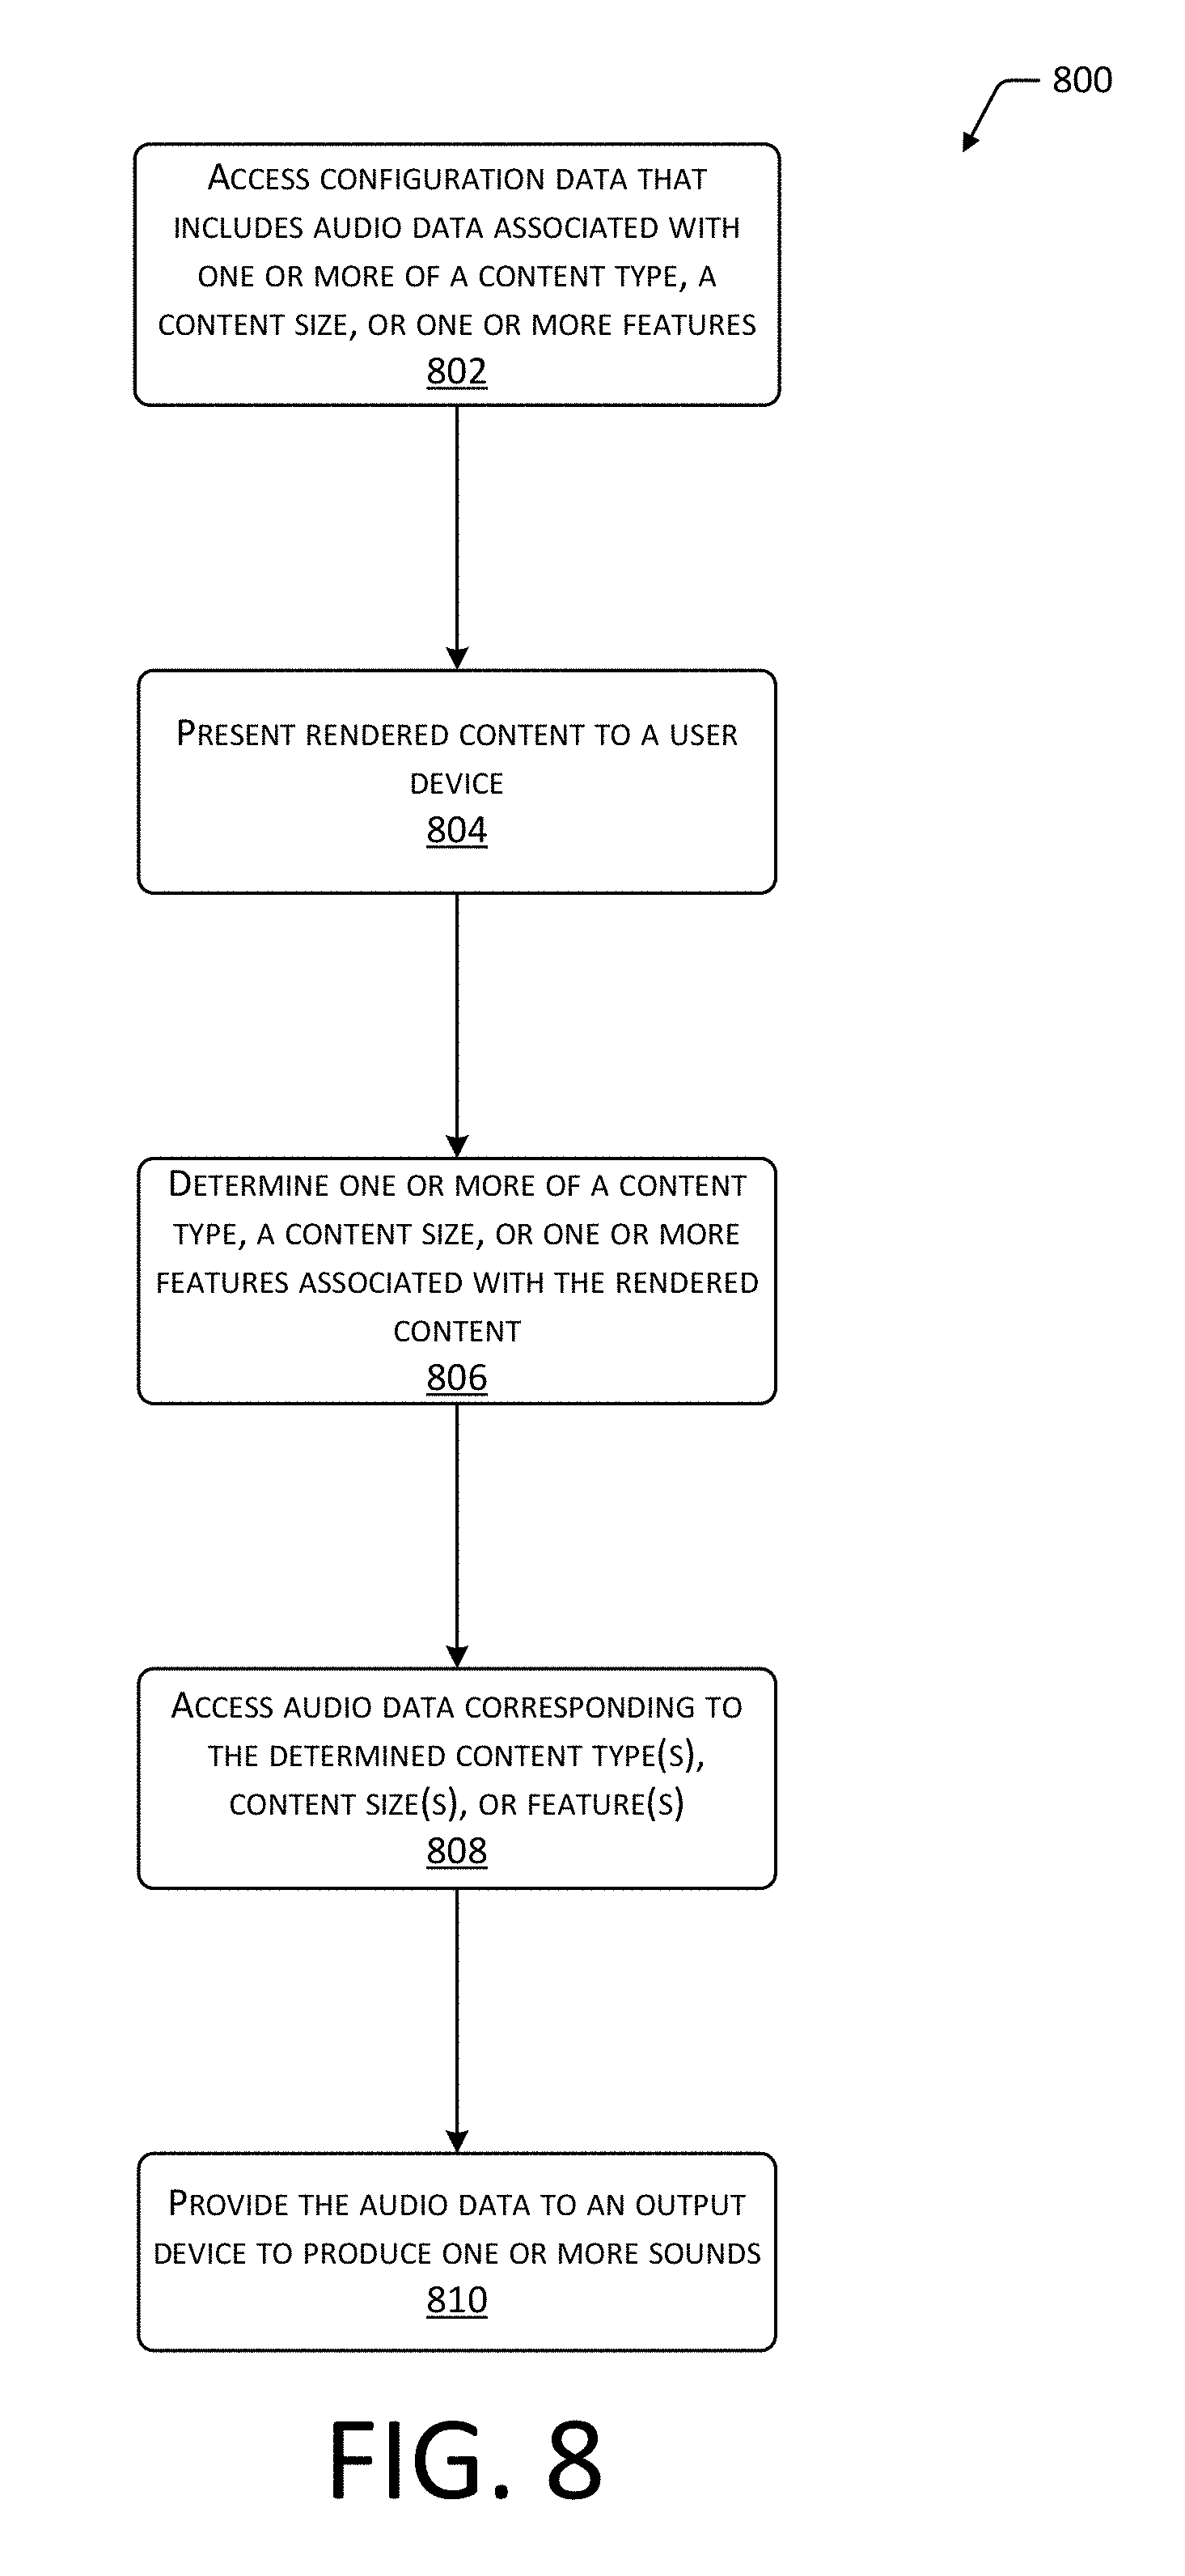 800
Access configuration data that
includes audio data associated with
one or more of a content type, a
content size, or one or more features
802
Present rendered content to a user
device
804
Determine one or more of a content
type, a content size, or one or more
features associated with the rendered
content
806
Access audio data corresponding to
the determined content type(s),
content size(s), or feature(s)
808
Provide the audio data to an output
device to produce one or more sounds
810
FIG. 8